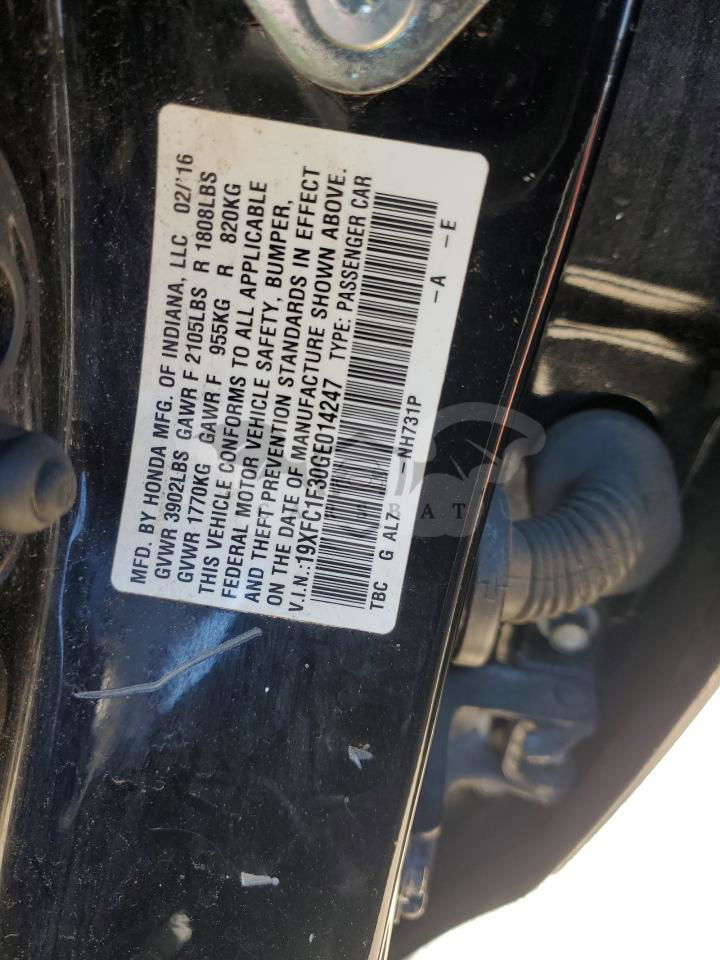 MFD. BY HONDA MFG. OF INDIANA, LLC 02/'16
GVWR 3902LBS GAWR F 2105LBS R 1808LBS
GVWR 1770KG GAWR F 955KG R 820KG
THIS VEHICLE CONFORMS TO ALL APPLICABLE
FEDERAL MOTOR VEHICLE SAFETY, BUMPER,
AND THEFT PREVENTION STANDARDS IN EFFECT
ON THE DATE OF MANUFACTURE SHOWN ABOVE.
V.I.N.: 19XFC1F30GE014247 TYPE: PASSENGER CAR
TBC G AL7 -NH731P -A -E